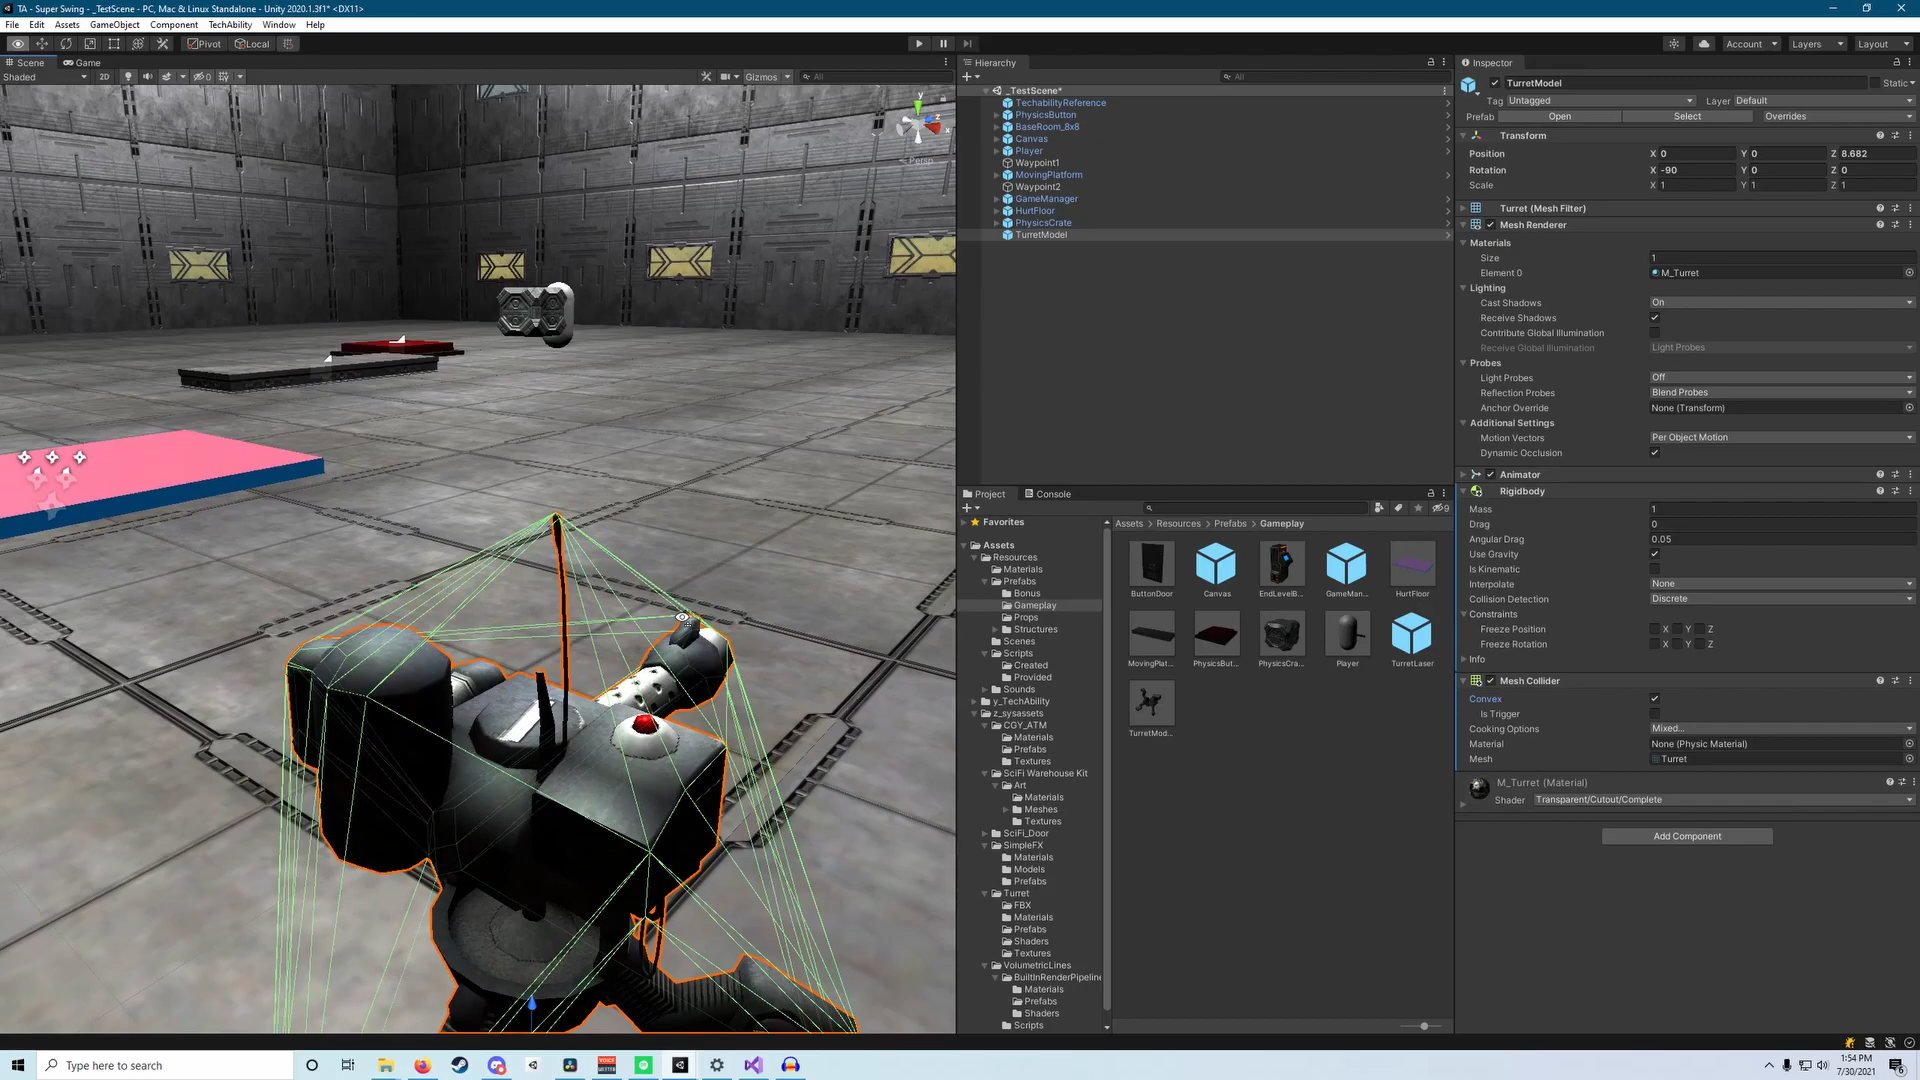 TA - Super Swing - _TestScene - PC, Mac & Linux Standalone - Unity 2020.1.3f1* <DX11>
File Edit Assets GameObject Component TechAbility Window Help
Pivot Local Account Layers Layout
Scene Game
Shaded 2D 0 Gizmos All
y
x
z
Persp
Hierarchy
All
_TestScene*
TechabilityReference
PhysicsButton
BaseRoom_8x8
Canvas
Player
Waypoint1
MovingPlatform
Waypoint2
GameManager
HurtFloor
PhysicsCrate
TurretModel
Project Console
9
Favorites
Assets
Resources
Materials
Prefabs
Bonus
Gameplay
Props
Structures
Scenes
Scripts
Created
Provided
Sounds
y_TechAbility
z_sysassets
CGY_ATM
Materials
Prefabs
Textures
SciFi Warehouse Kit
Art
Materials
Meshes
Textures
SciFi_Door
SimpleFX
Materials
Models
Prefabs
Turret
FBX
Materials
Prefabs
Shaders
Textures
VolumetricLines
BuiltInRenderPipeline
Materials
Prefabs
Shaders
Scripts
Assets > Resources > Prefabs > Gameplay
ButtonDoor Canvas EndLevelB... GameMan... HurtFloor
MovingPlat... PhysicsBut... PhysicsCra... Player TurretLaser
TurretMod...
Inspector
TurretModel Static
Tag Untagged Layer Default
Prefab Open Select Overrides
Transform
Position X 0 Y 0 Z 8.682
Rotation X -90 Y 0 Z 0
Scale X 1 Y 1 Z 1
Turret (Mesh Filter)
Mesh Renderer
Materials
Size 1
Element 0 M_Turret
Lighting
Cast Shadows On
Receive Shadows
Contribute Global Illumination
Receive Global Illumination Light Probes
Probes
Light Probes Off
Reflection Probes Blend Probes
Anchor Override None (Transform)
Additional Settings
Motion Vectors Per Object Motion
Dynamic Occlusion
Animator
Rigidbody
Mass 1
Drag 0
Angular Drag 0.05
Use Gravity
Is Kinematic
Interpolate None
Collision Detection Discrete
Constraints
Freeze Position X Y Z
Freeze Rotation X Y Z
Info
Mesh Collider
Convex
Is Trigger
Cooking Options Mixed...
Material None (Physic Material)
Mesh Turret
M_Turret (Material)
Shader Transparent/Cutout/Complete
Add Component
Type here to search
1:54 PM
7/30/2021